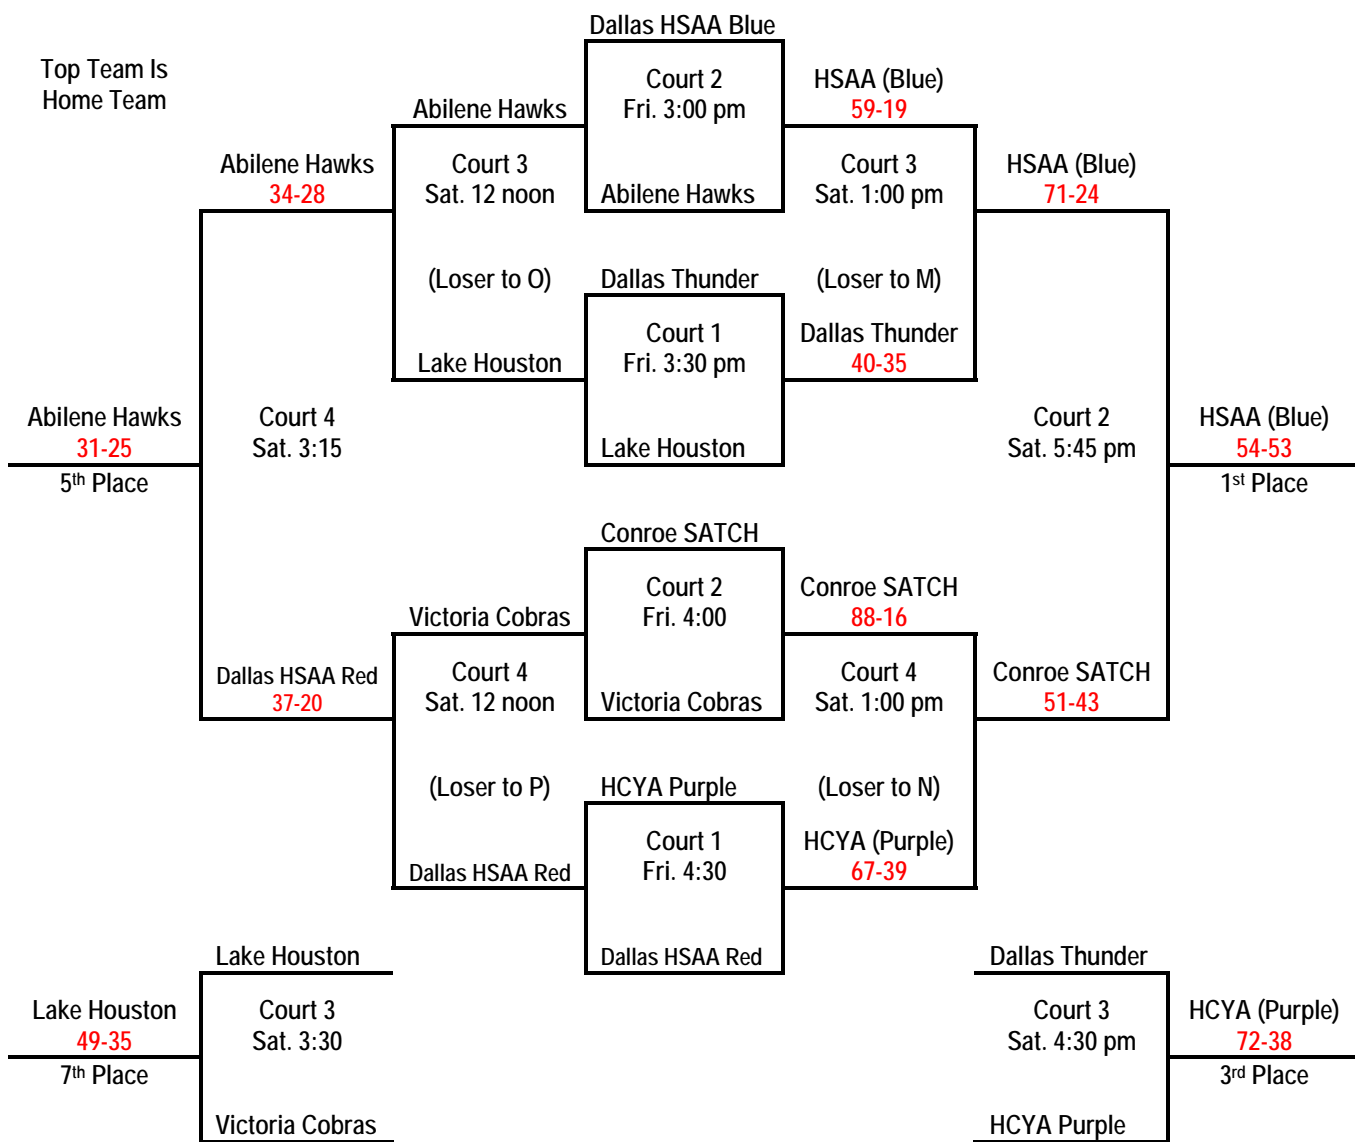 Dallas HSAA Blue
Top Team Is
Home Team
Court 2
Fri. 3:00 pm
HSAA (Blue)
59-19
Abilene Hawks
Abilene Hawks
34-28
Court 3
Sat. 12 noon
Abilene Hawks
Court 3
Sat. 1:00 pm
HSAA (Blue)
71-24
(Loser to O)
Dallas Thunder
(Loser to M)
Court 1
Fri. 3:30 pm
Dallas Thunder
40-35
Lake Houston
Abilene Hawks
31-25
5th Place
Court 4
Sat. 3:15
Lake Houston
Court 2
Sat. 5:45 pm
HSAA (Blue)
54-53
1st Place
Conroe SATCH
Court 2
Fri. 4:00
Conroe SATCH
88-16
Victoria Cobras
Dallas HSAA Red
37-20
Court 4
Sat. 12 noon
Victoria Cobras
Court 4
Sat. 1:00 pm
Conroe SATCH
51-43
(Loser to P)
HCYA Purple
(Loser to N)
Court 1
Fri. 4:30
HCYA (Purple)
67-39
Dallas HSAA Red
Lake Houston
Dallas HSAA Red
Dallas Thunder
Lake Houston
49-35
7th Place
Court 3
Sat. 3:30
Court 3
Sat. 4:30 pm
HCYA (Purple)
72-38
3rd Place
Victoria Cobras
HCYA Purple